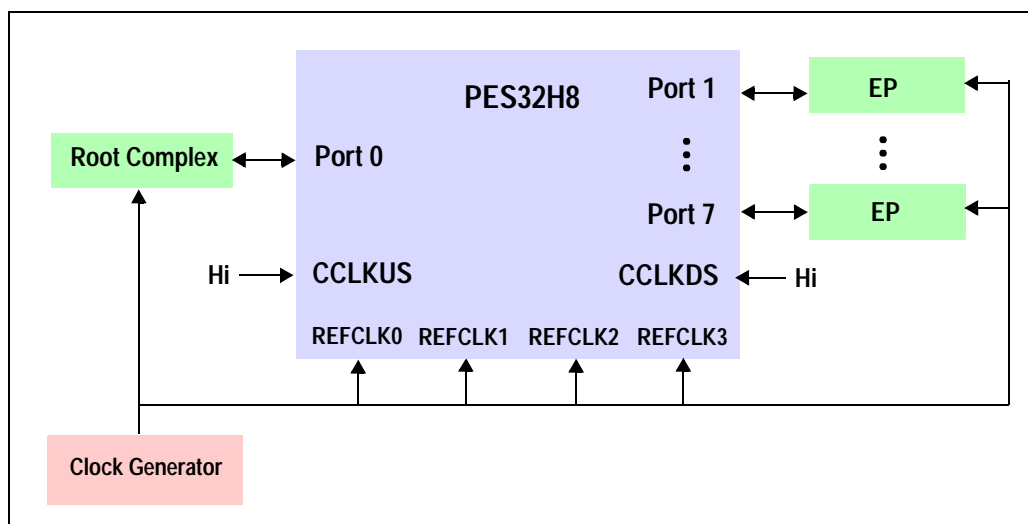 PES32H8
Port 1
EP
Root Complex
Port 0
Port 7
EP
Hi
CCLKUS
CCLKDS
Hi
REFCLK0 REFCLK1 REFCLK2 REFCLK3
Clock Generator